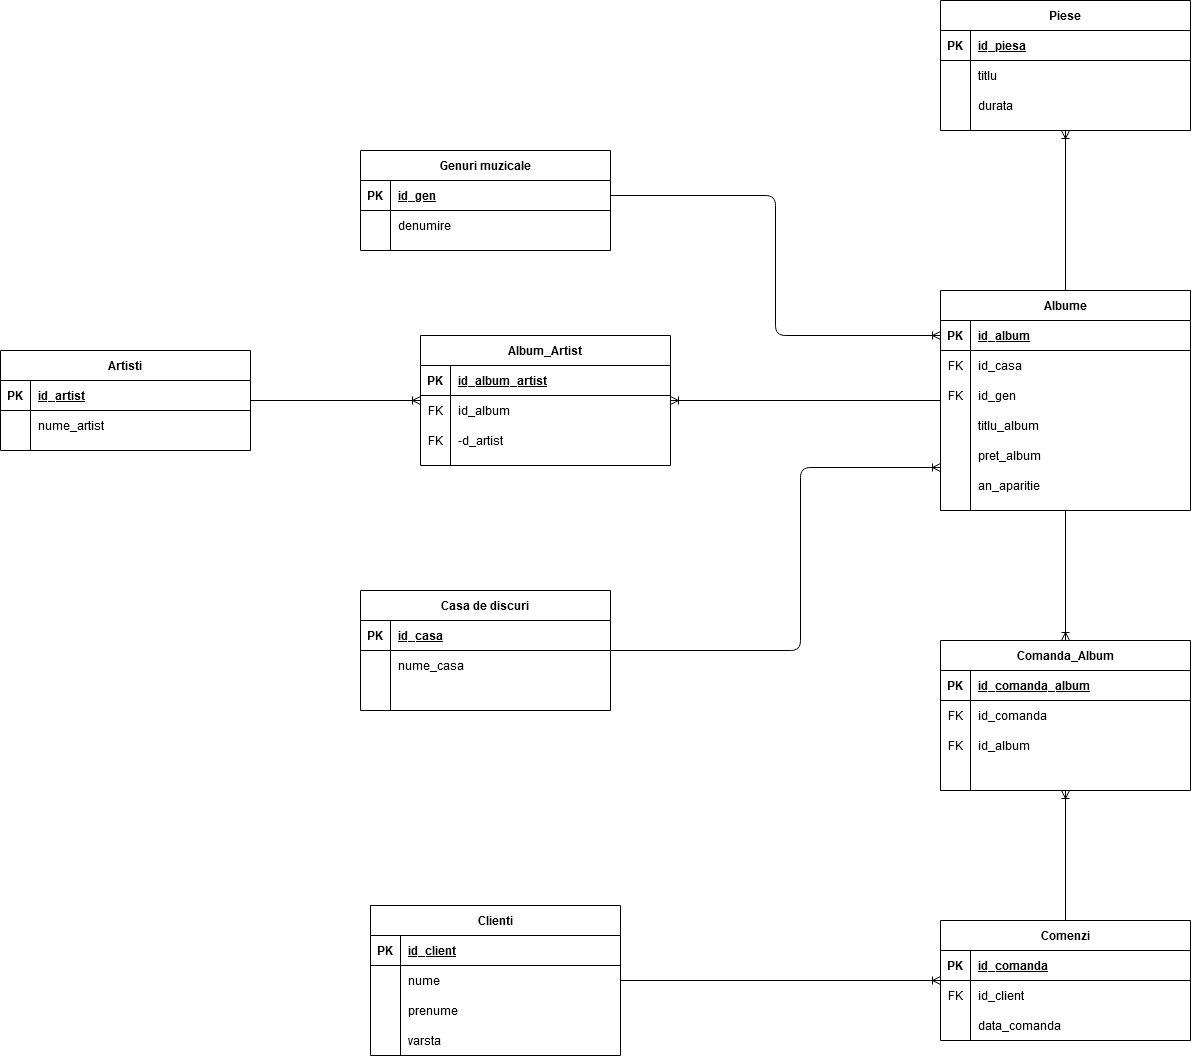 Piese
PK id_piesa
titlu
durata
Genuri muzicale
PK id_gen
denumire
Albume
PK id_album
FK id_casa
FK id_gen
titlu_album
pret_album
an_aparitie
Artisti
PK id_artist
nume_artist
Album_Artist
PK id_album_artist
FK id_album
FK -d_artist
Casa de discuri
PK id_casa
nume_casa
Comanda_Album
PK id_comanda_album
FK id_comanda
FK id_album
Clienti
PK id_client
nume
prenume
varsta
Comenzi
PK id_comanda
FK id_client
data_comanda